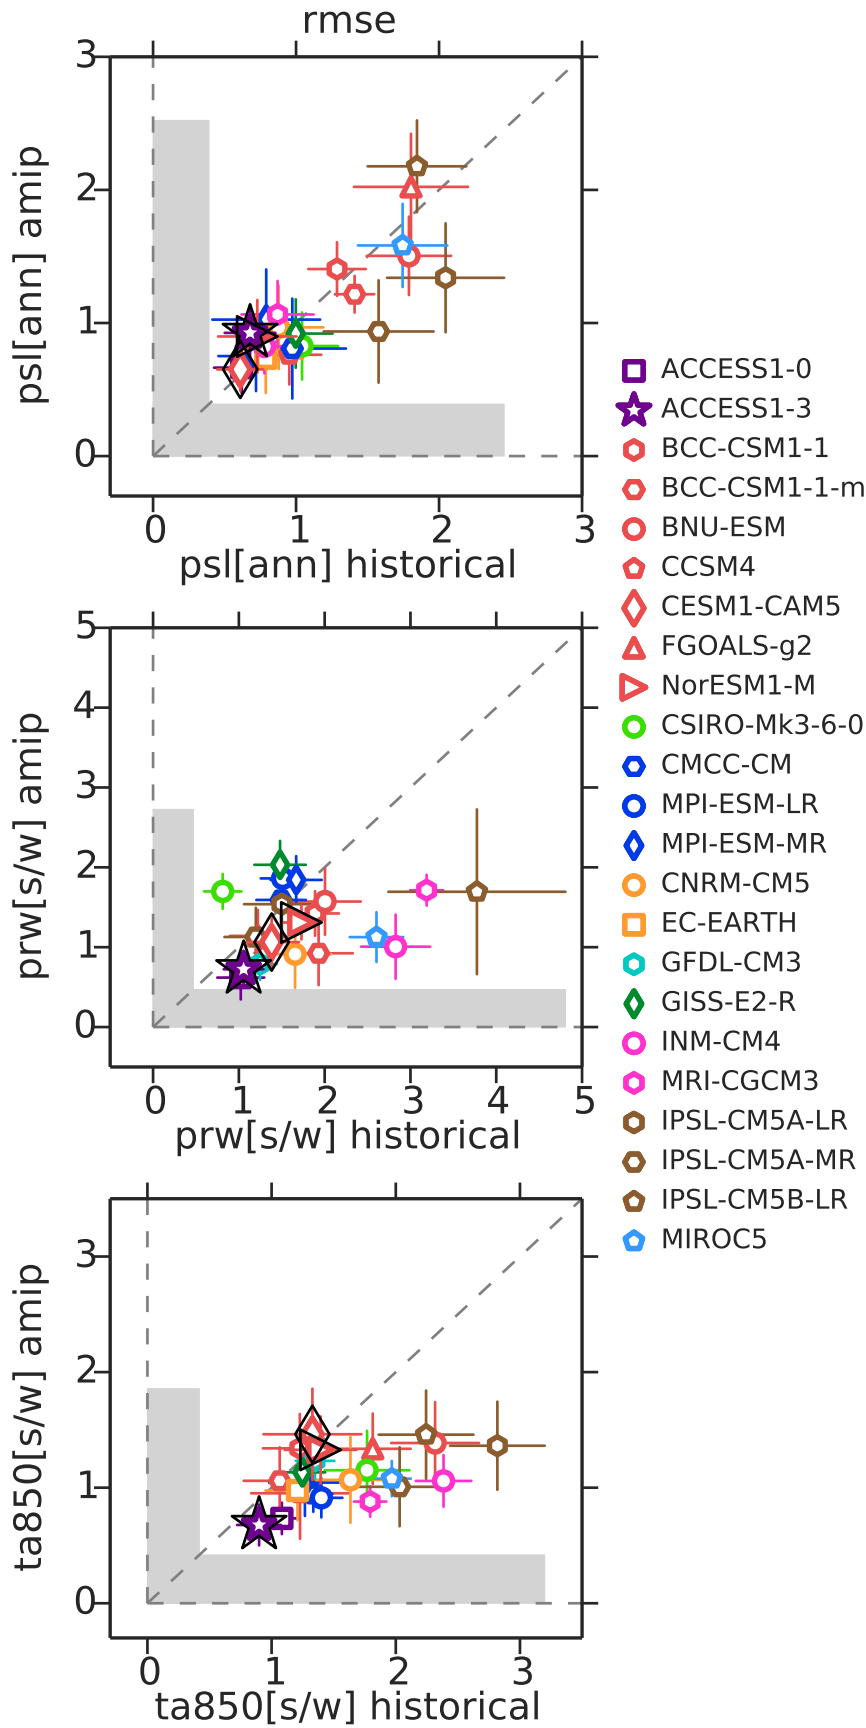 rmse
3
2
1
0
psl[ann] amip
0 1 2 3
psl[ann] historical
5
4
3
2
1
0
prw[s/w] amip
0 1 2 3 4 5
prw[s/w] historical
3
2
1
0
ta850[s/w] amip
0 1 2 3
ta850[s/w] historical
ACCESS1-0
ACCESS1-3
BCC-CSM1-1
BCC-CSM1-1-m
BNU-ESM
CCSM4
CESM1-CAM5
FGOALS-g2
NorESM1-M
CSIRO-Mk3-6-0
CMCC-CM
MPI-ESM-LR
MPI-ESM-MR
CNRM-CM5
EC-EARTH
GFDL-CM3
GISS-E2-R
INM-CM4
MRI-CGCM3
IPSL-CM5A-LR
IPSL-CM5A-MR
IPSL-CM5B-LR
MIROC5